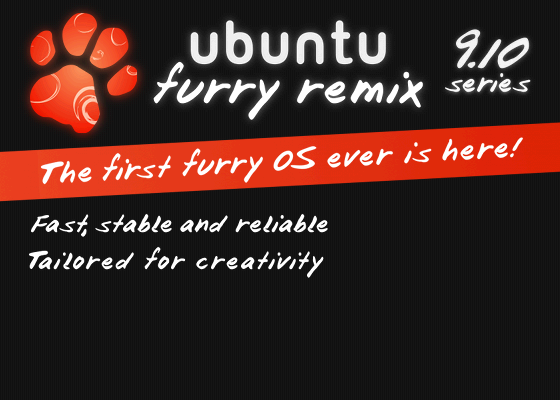 ubuntu
furry remix
9.10
series
The first furry OS ever is here!
Fast, stable and reliable
Tailored for creativity